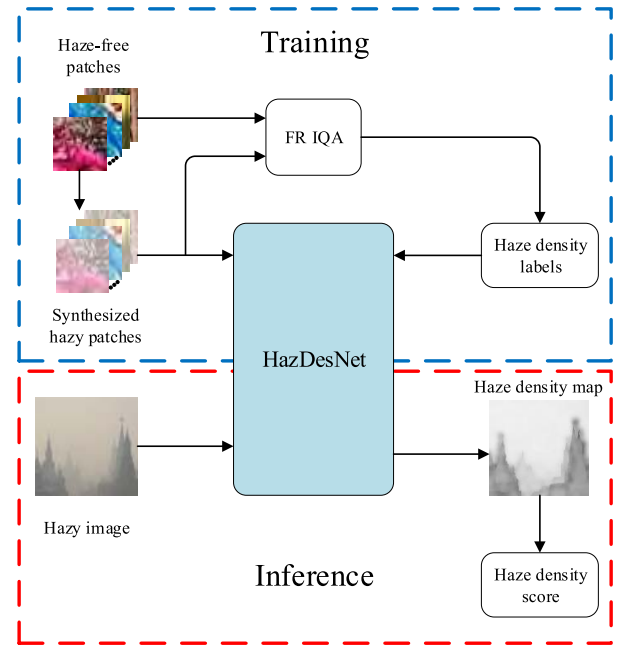 Training
Haze-free
patches
FR IQA
Haze density
labels
Synthesized
hazy patches
HazDesNet
Haze density map
Hazy image
Haze density
score
Inference